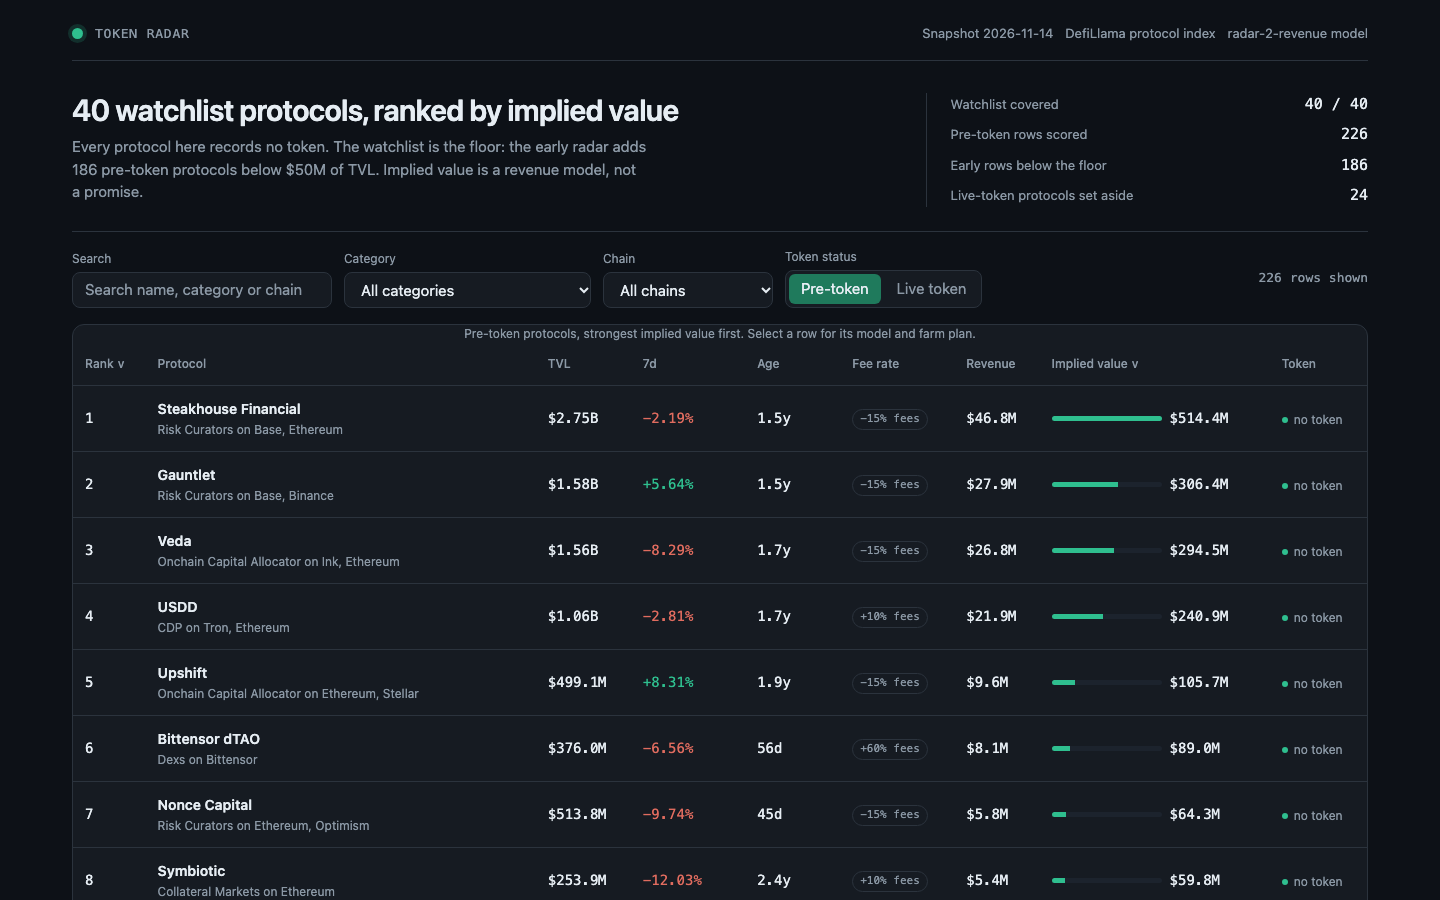 TOKEN RADAR
Snapshot 2026-11-14 DefiLlama protocol index radar-2-revenue model
40 watchlist protocols, ranked by implied value
Every protocol here records no token. The watchlist is the floor: the early radar adds
186 pre-token protocols below $50M of TVL. Implied value is a revenue model, not
a promise.
Watchlist covered 40 / 40
Pre-token rows scored 226
Early rows below the floor 186
Live-token protocols set aside 24
Search Category Chain Token status
Search name, category or chain All categories All chains Pre-token Live token 226 rows shown
Pre-token protocols, strongest implied value first. Select a row for its model and farm plan.
Rank v Protocol TVL 7d Age Fee rate Revenue Implied value v Token
1 Steakhouse Financial $2.75B −2.19% 1.5y −15% fees $46.8M $514.4M no token
Risk Curators on Base, Ethereum
2 Gauntlet $1.58B +5.64% 1.5y −15% fees $27.9M $306.4M no token
Risk Curators on Base, Binance
3 Veda $1.56B −8.29% 1.7y −15% fees $26.8M $294.5M no token
Onchain Capital Allocator on Ink, Ethereum
4 USDD $1.06B −2.81% 1.7y +10% fees $21.9M $240.9M no token
CDP on Tron, Ethereum
5 Upshift $499.1M +8.31% 1.9y −15% fees $9.6M $105.7M no token
Onchain Capital Allocator on Ethereum, Stellar
6 Bittensor dTAO $376.0M −6.56% 56d +60% fees $8.1M $89.0M no token
Dexs on Bittensor
7 Nonce Capital $513.8M −9.74% 45d −15% fees $5.8M $64.3M no token
Risk Curators on Ethereum, Optimism
8 Symbiotic $253.9M −12.03% 2.4y +10% fees $5.4M $59.8M no token
Collateral Markets on Ethereum